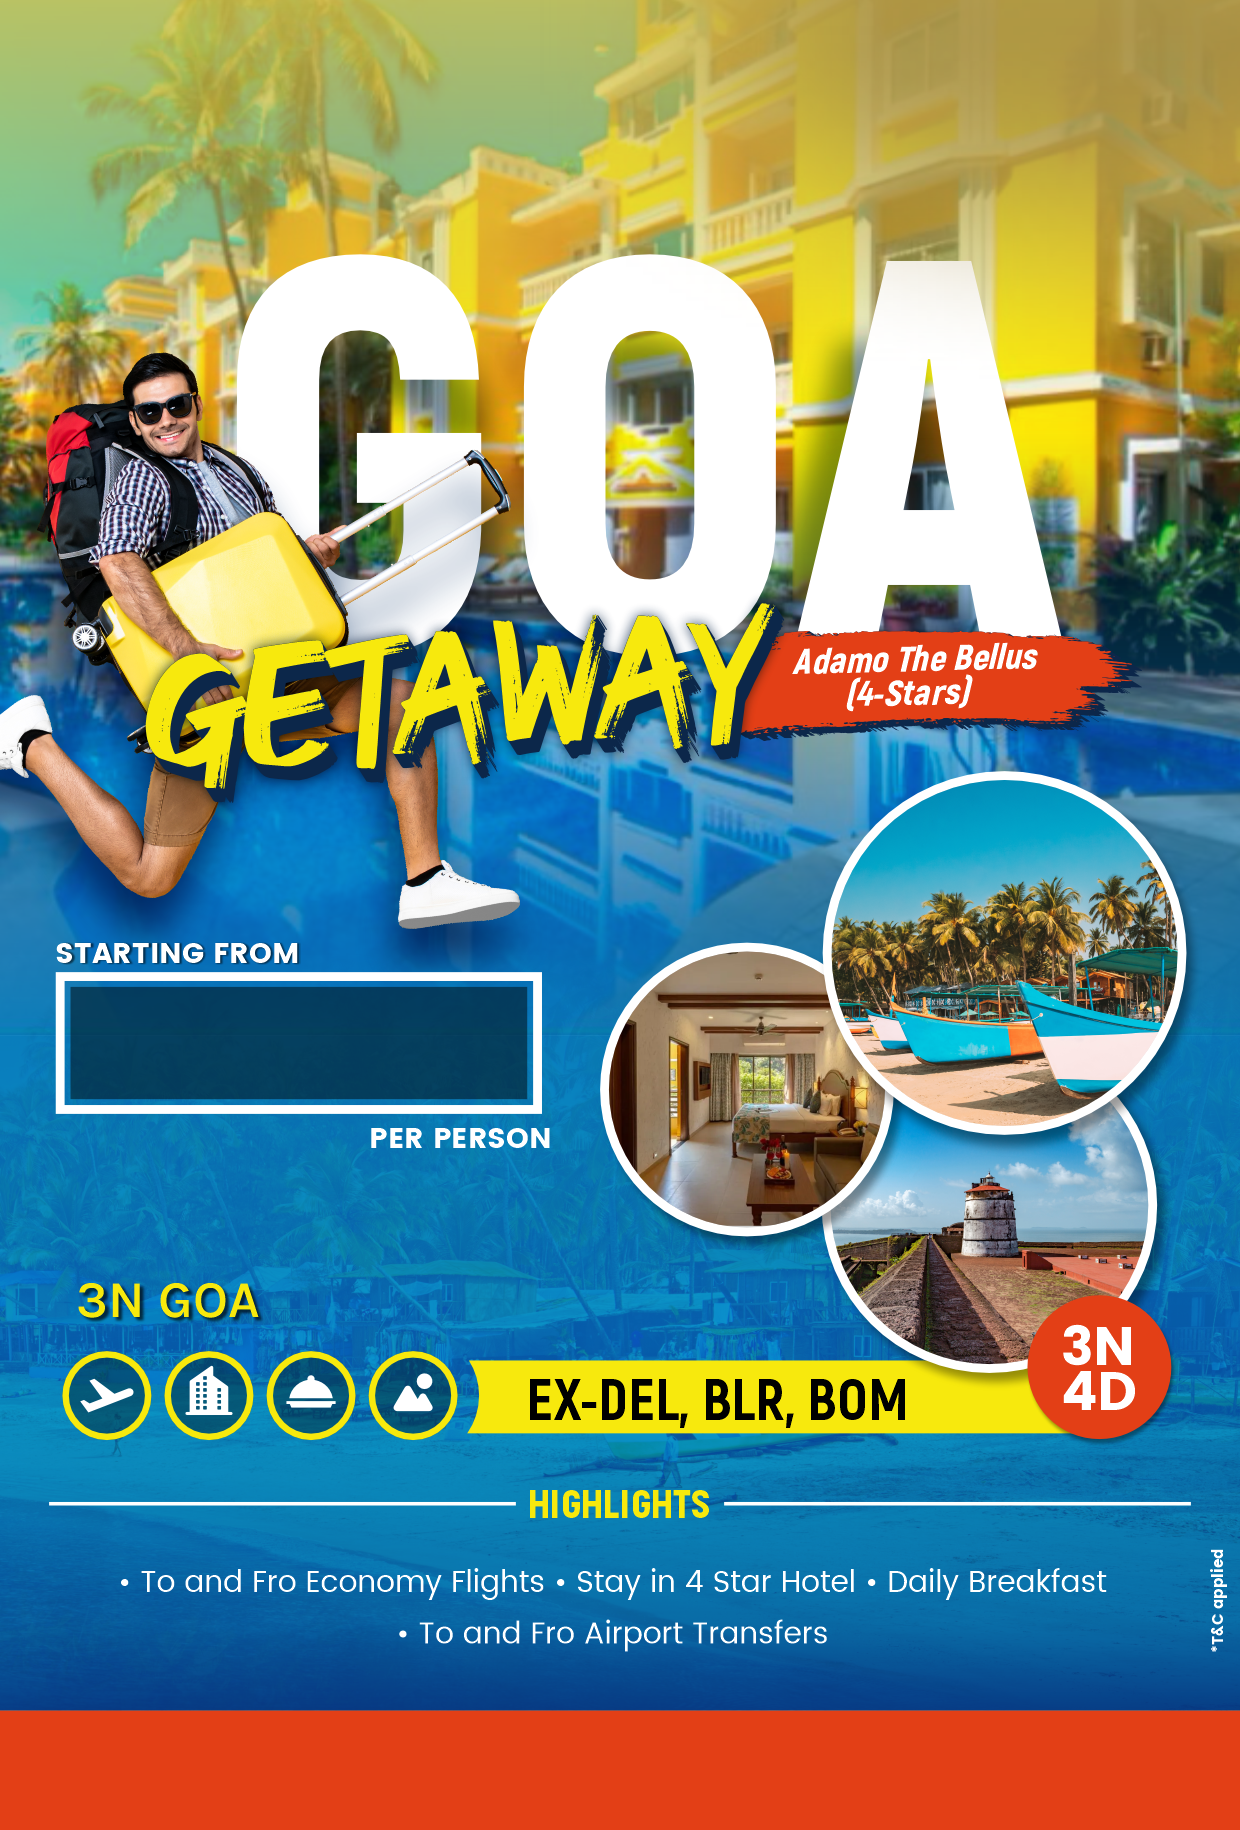 GOA
GETAWAY
Adamo The Bellus
(4-Stars)
STARTING FROM
PER PERSON
3N GOA
EX-DEL, BLR, BOM
3N
4D
HIGHLIGHTS
• To and Fro Economy Flights • Stay in 4 Star Hotel • Daily Breakfast
• To and Fro Airport Transfers
*T&C applied